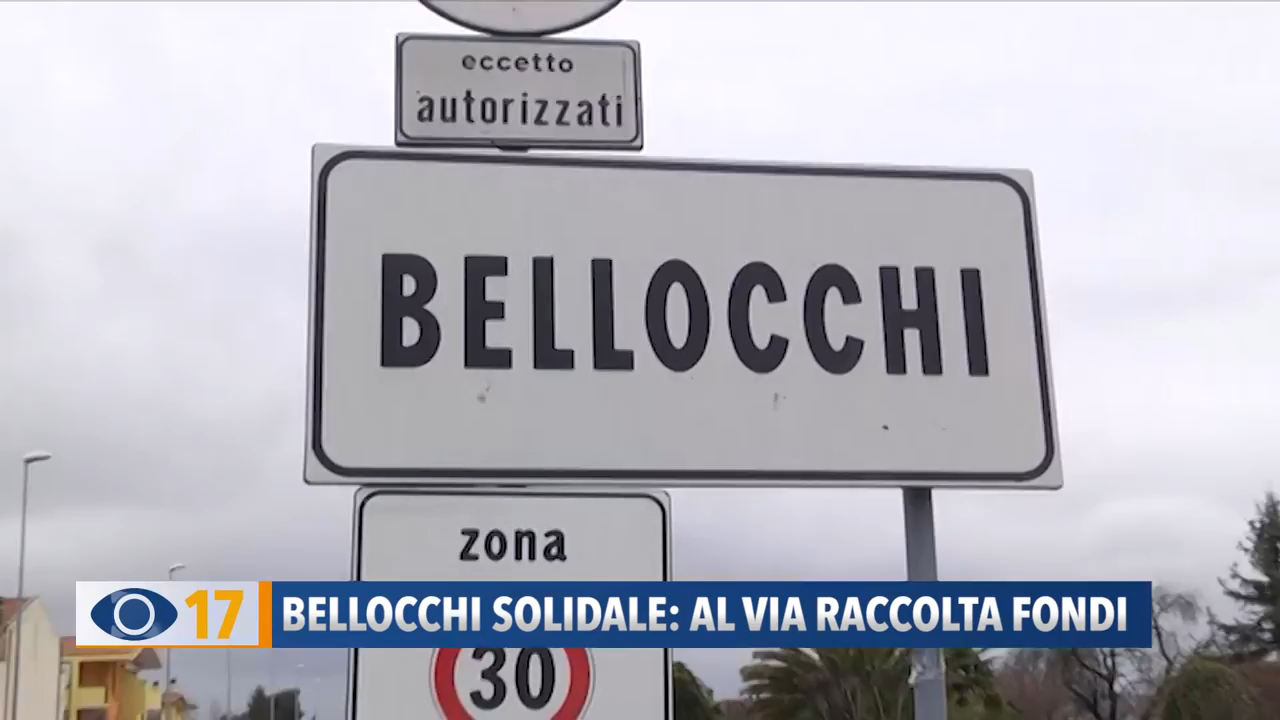 eccetto
autorizzati
BELLOCCHI
zona
17 BELLOCCHI SOLIDALE: AL VIA RACCOLTA FONDI
30